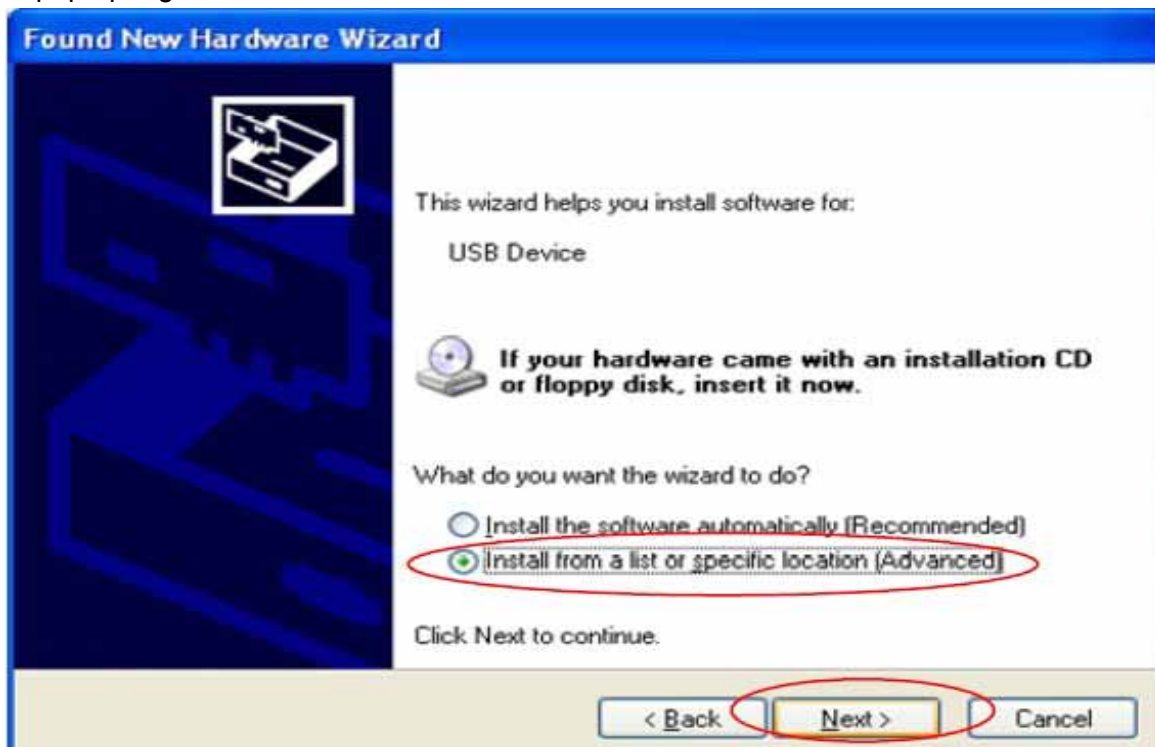 Found New Hardware Wizard
This wizard helps you install software for:
USB Device
If your hardware came with an installation CD
or floppy disk, insert it now.
What do you want the wizard to do?
Install the software automatically (Recommended)
Install from a list or specific location (Advanced)
Click Next to continue.
< Back
Next >
Cancel